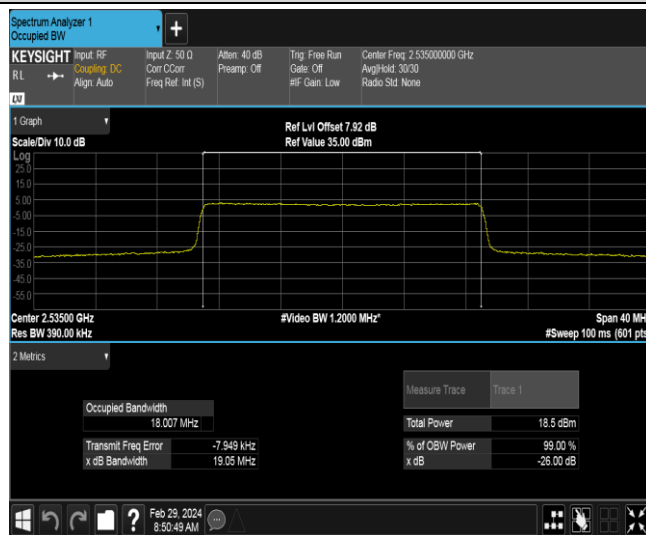 Spectrum Analyzer 1
Occupied BW
+
KEYSIGHT Input: RF Input Z: 50 Ω Atten: 40 dB Trig: Free Run Center Freq: 2.535000000 GHz
RL Coupling: DC Corr CCorr Preamp: Off Gate: Off Avg|Hold: 30/30
Align: Auto Freq Ref: Int (S) #IF Gain: Low Radio Std: None
LXI
1 Graph Ref Lvl Offset 7.92 dB
Scale/Div 10.0 dB Ref Value 35.00 dBm
Log
25.0
15.0
5.00
-5.00
-15.0
-25.0
-35.0
-45.0
-55.0
Center 2.53500 GHz #Video BW 1.2000 MHz* Span 40 MH
Res BW 390.00 kHz #Sweep 100 ms (601 pts
2 Metrics
Measure Trace Trace 1
Occupied Bandwidth
18.007 MHz Total Power 18.5 dBm
Transmit Freq Error -7.949 kHz % of OBW Power 99.00 %
x dB Bandwidth 19.05 MHz x dB -26.00 dB
? Feb 29, 2024
8:50:49 AM